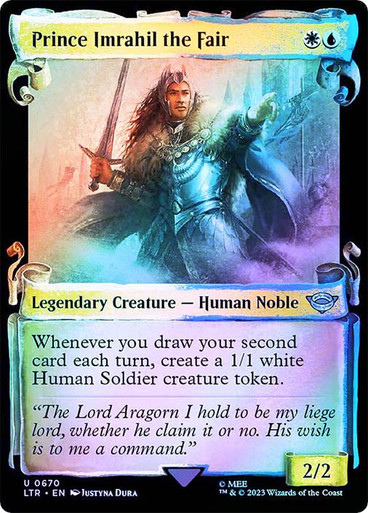 Prince Imrahil the Fair
Legendary Creature — Human Noble
Whenever you draw your second
card each turn, create a 1/1 white
Human Soldier creature token.
“The Lord Aragorn I hold to be my liege
lord, whether he claim it or no. His wish
is to me a command.”
2/2
U 0670
LTR • EN Justyna Dura
© MEE
™ & © 2023 Wizards of the Coast